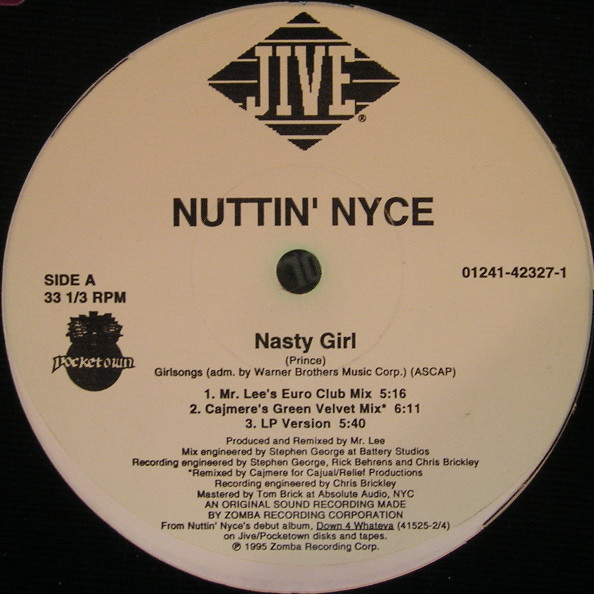 JIVE®
NUTTIN' NYCE
SIDE A
33 1/3 RPM
01241-42327-1
pocketown
Nasty Girl
(Prince)
Girlsongs (adm. by Warner Brothers Music Corp.) (ASCAP)
1. Mr. Lee's Euro Club Mix 5:16
2. Cajmere's Green Velvet Mix* 6:11
3. LP Version 5:40
Produced and Remixed by Mr. Lee
Mix engineered by Stephen George at Battery Studios
Recording engineered by Stephen George, Rick Behrens and Chris Brickley
*Remixed by Cajmere for Cajual/Relief Productions
Recording engineered by Chris Brickley
Mastered by Tom Brick at Absolute Audio, NYC
AN ORIGINAL SOUND RECORDING MADE
BY ZOMBA RECORDING CORPORATION
From Nuttin' Nyce's debut album, Down 4 Whateva (41525-2/4)
on Jive/Pocketown disks and tapes.
℗ 1995 Zomba Recording Corp.